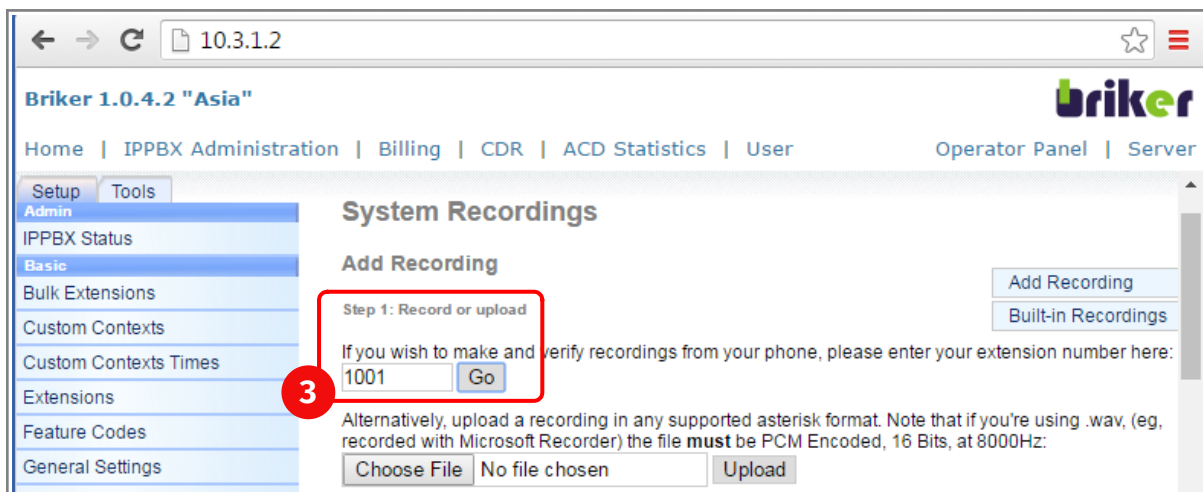 10.3.1.2
Briker 1.0.4.2 "Asia"
briker
Home | IPPBX Administration | Billing | CDR | ACD Statistics | User
Operator Panel | Server
Setup
Tools
Admin
IPPBX Status
Basic
Bulk Extensions
Custom Contexts
Custom Contexts Times
Extensions
Feature Codes
General Settings
System Recordings
Add Recording
Add Recording
Built-in Recordings
Step 1: Record or upload
If you wish to make and verify recordings from your phone, please enter your extension number here:
3
1001
Go
Alternatively, upload a recording in any supported asterisk format. Note that if you're using .wav, (eg,
recorded with Microsoft Recorder) the file must be PCM Encoded, 16 Bits, at 8000Hz:
Choose File No file chosen
Upload